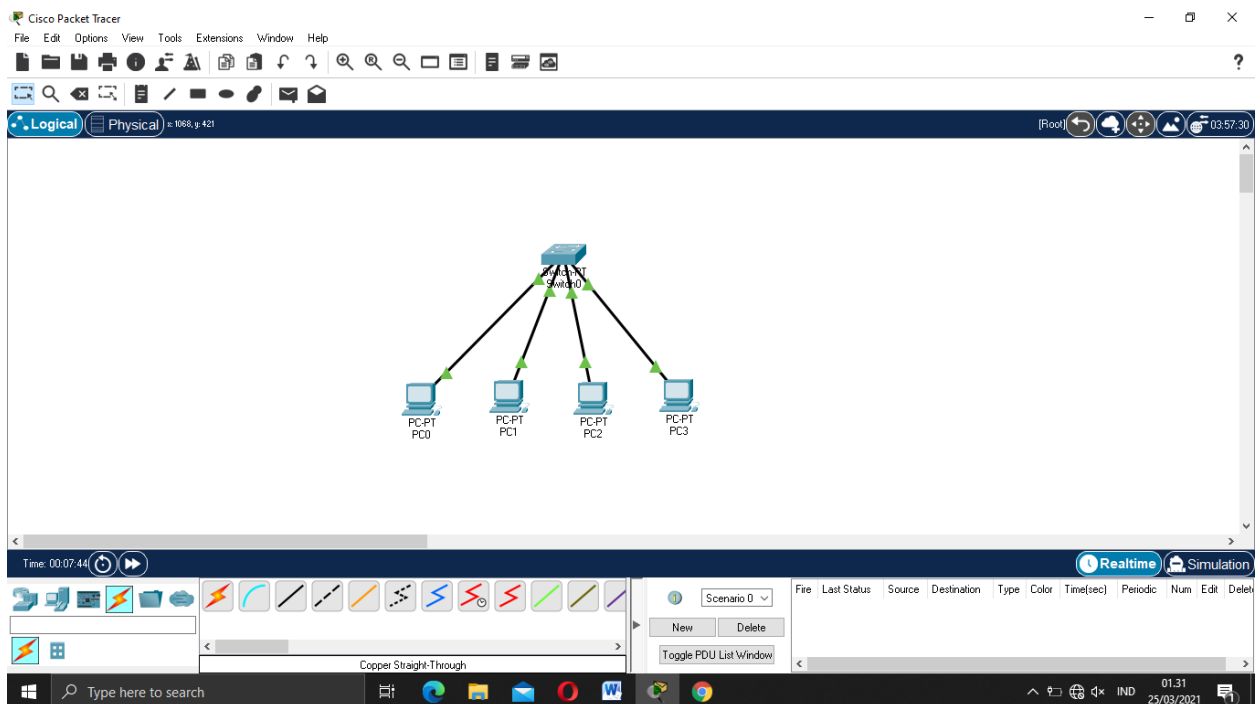 Cisco Packet Tracer
File Edit Options View Tools Extensions Window Help
?
Logical Physical x: 1068, y: 421 [Root] 03:57:30
Switch-PT
Switch0
PC-PT
PC0
PC-PT
PC1
PC-PT
PC2
PC-PT
PC3
Time: 00:07:44 Realtime Simulation
Scenario 0
New Delete
Toggle PDU List Window
Fire Last Status Source Destination Type Color Time(sec) Periodic Num Edit Delet
Copper Straight-Through
Type here to search
IND
01.31
25/03/2021